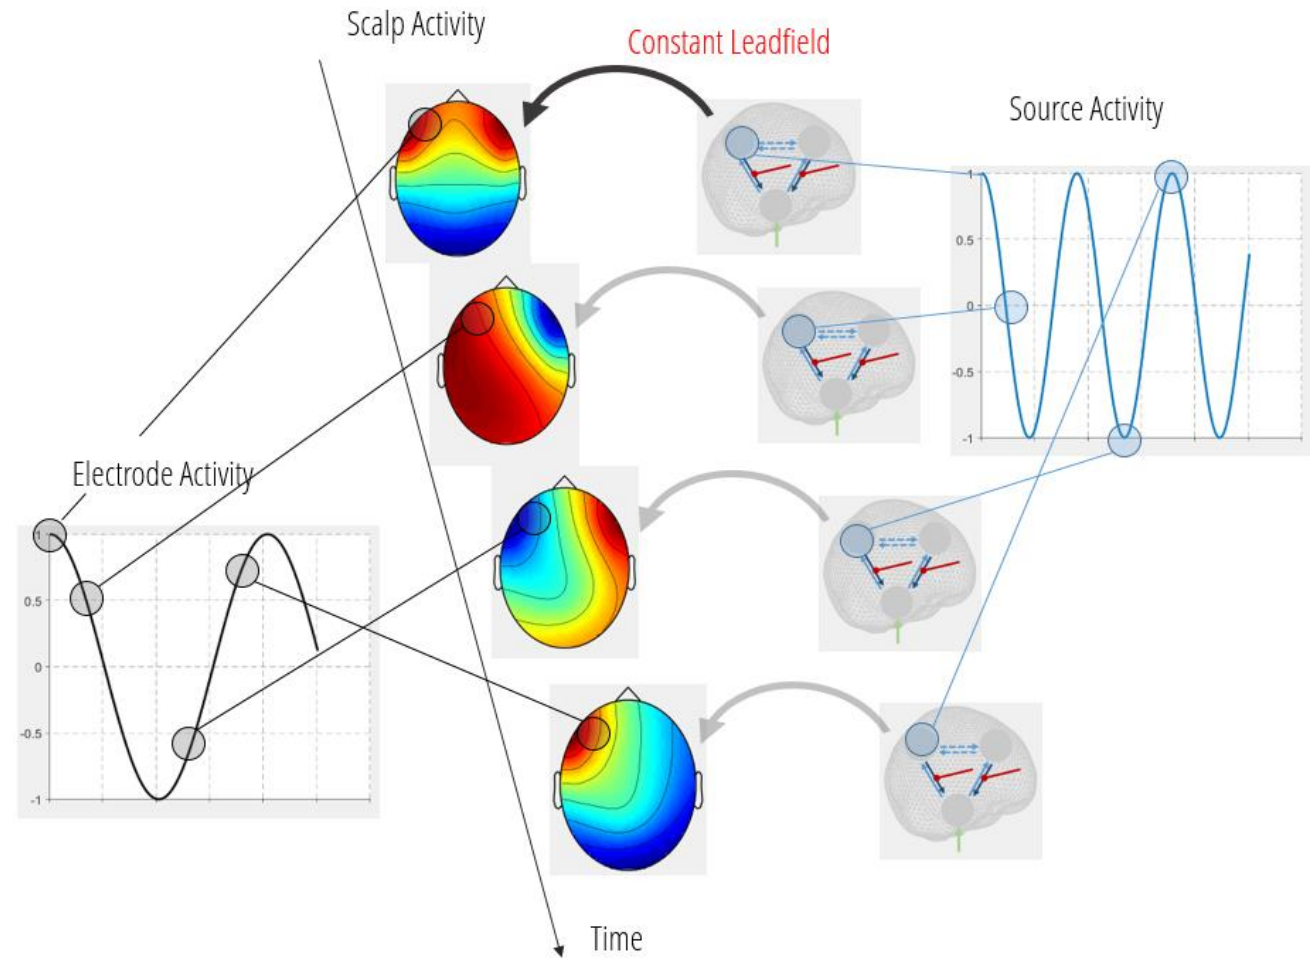 Scalp Activity
Constant Leadfield
Source Activity
1
0.5
0
-0.5
-1
Electrode Activity
1
0.5
0
-0.5
-1
Time